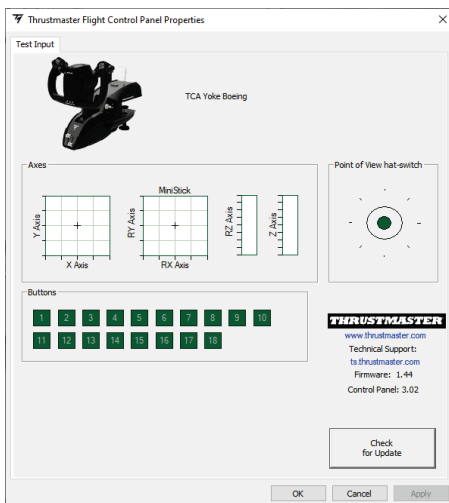 Thrustmaster Flight Control Panel Properties
Test Input
TCA Yoke Boeing
Axes
Y Axis
X Axis
MiniStick
RY Axis
RX Axis
RZ Axis
Z Axis
Point of View hat-switch
Buttons
1 2 3 4 5 6 7 8 9 10
11 12 13 14 15 16 17 18
THRUSTMASTER
www.thrustmaster.com
Technical Support:
ts.thrustmaster.com
Firmware: 1.44
Control Panel: 3.02
Check
for Update
OK Cancel Apply